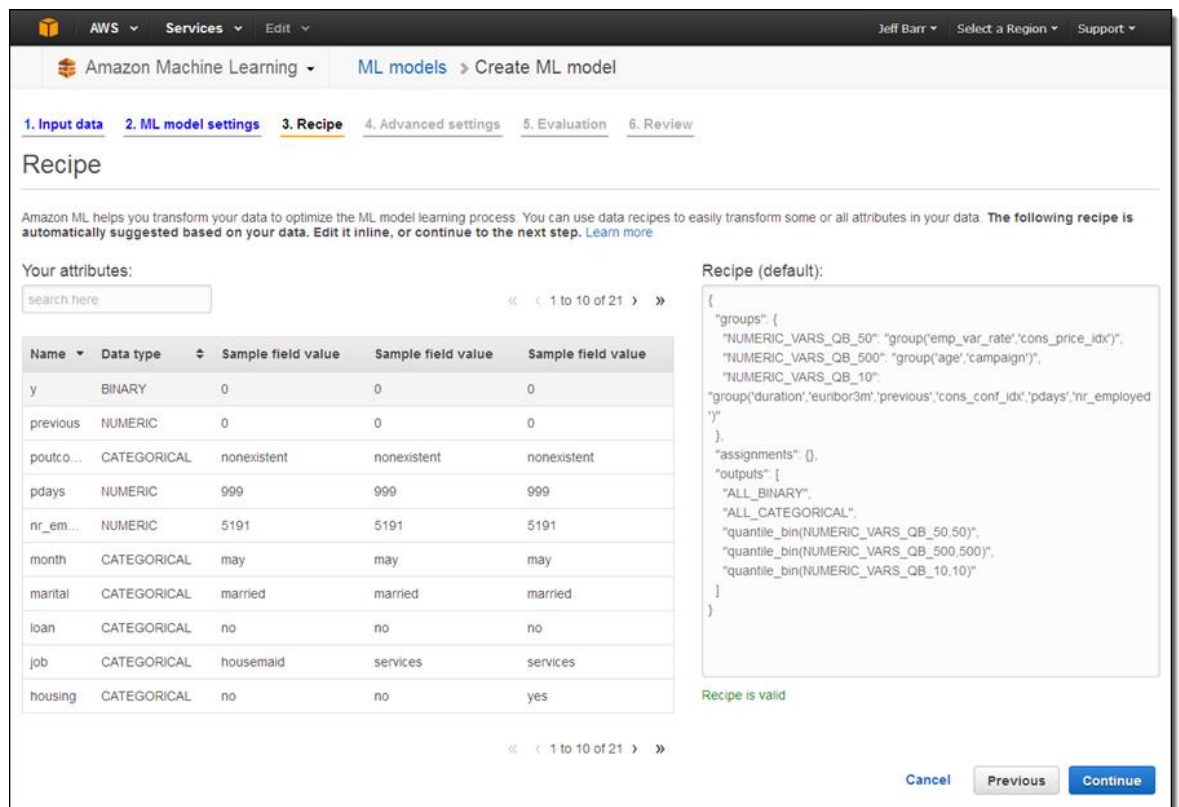 AWS Services Edit Jeff Barr Select a Region Support
Amazon Machine Learning ML models > Create ML model
1. Input data 2. ML model settings 3. Recipe 4. Advanced settings 5. Evaluation 6. Review
Recipe
Amazon ML helps you transform your data to optimize the ML model learning process. You can use data recipes to easily transform some or all attributes in your data. The following recipe is
automatically suggested based on your data. Edit it inline, or continue to the next step. Learn more
Your attributes:
search here
« ‹ 1 to 10 of 21 › »
Name Data type Sample field value Sample field value Sample field value
y BINARY 0 0 0
previous NUMERIC 0 0 0
poutco... CATEGORICAL nonexistent nonexistent nonexistent
pdays NUMERIC 999 999 999
nr_em... NUMERIC 5191 5191 5191
month CATEGORICAL may may may
marital CATEGORICAL married married married
loan CATEGORICAL no no no
job CATEGORICAL housemaid services services
housing CATEGORICAL no no yes
« ‹ 1 to 10 of 21 › »
Recipe (default):
{
"groups": {
"NUMERIC_VARS_QB_50": "group('emp_var_rate','cons_price_idx')",
"NUMERIC_VARS_QB_500": "group('age','campaign')",
"NUMERIC_VARS_QB_10":
"group('duration','euribor3m','previous','cons_conf_idx','pdays','nr_employed
')"
},
"assignments": {},
"outputs": [
"ALL_BINARY",
"ALL_CATEGORICAL",
"quantile_bin(NUMERIC_VARS_QB_50,50)",
"quantile_bin(NUMERIC_VARS_QB_500,500)",
"quantile_bin(NUMERIC_VARS_QB_10,10)"
]
}
Recipe is valid
Cancel Previous Continue